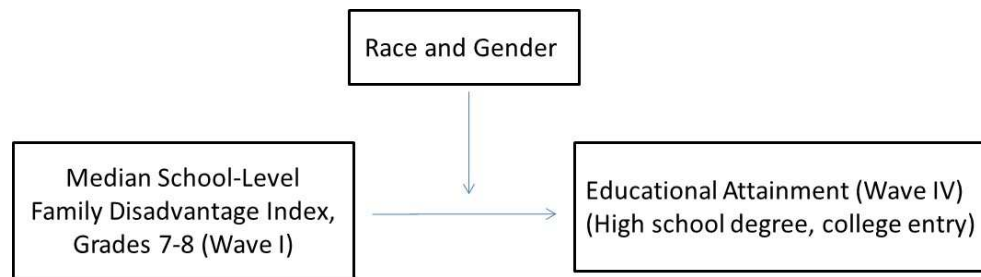 Race and Gender
Median School-Level
Family Disadvantage Index,
Grades 7-8 (Wave I)
Educational Attainment (Wave IV)
(High school degree, college entry)